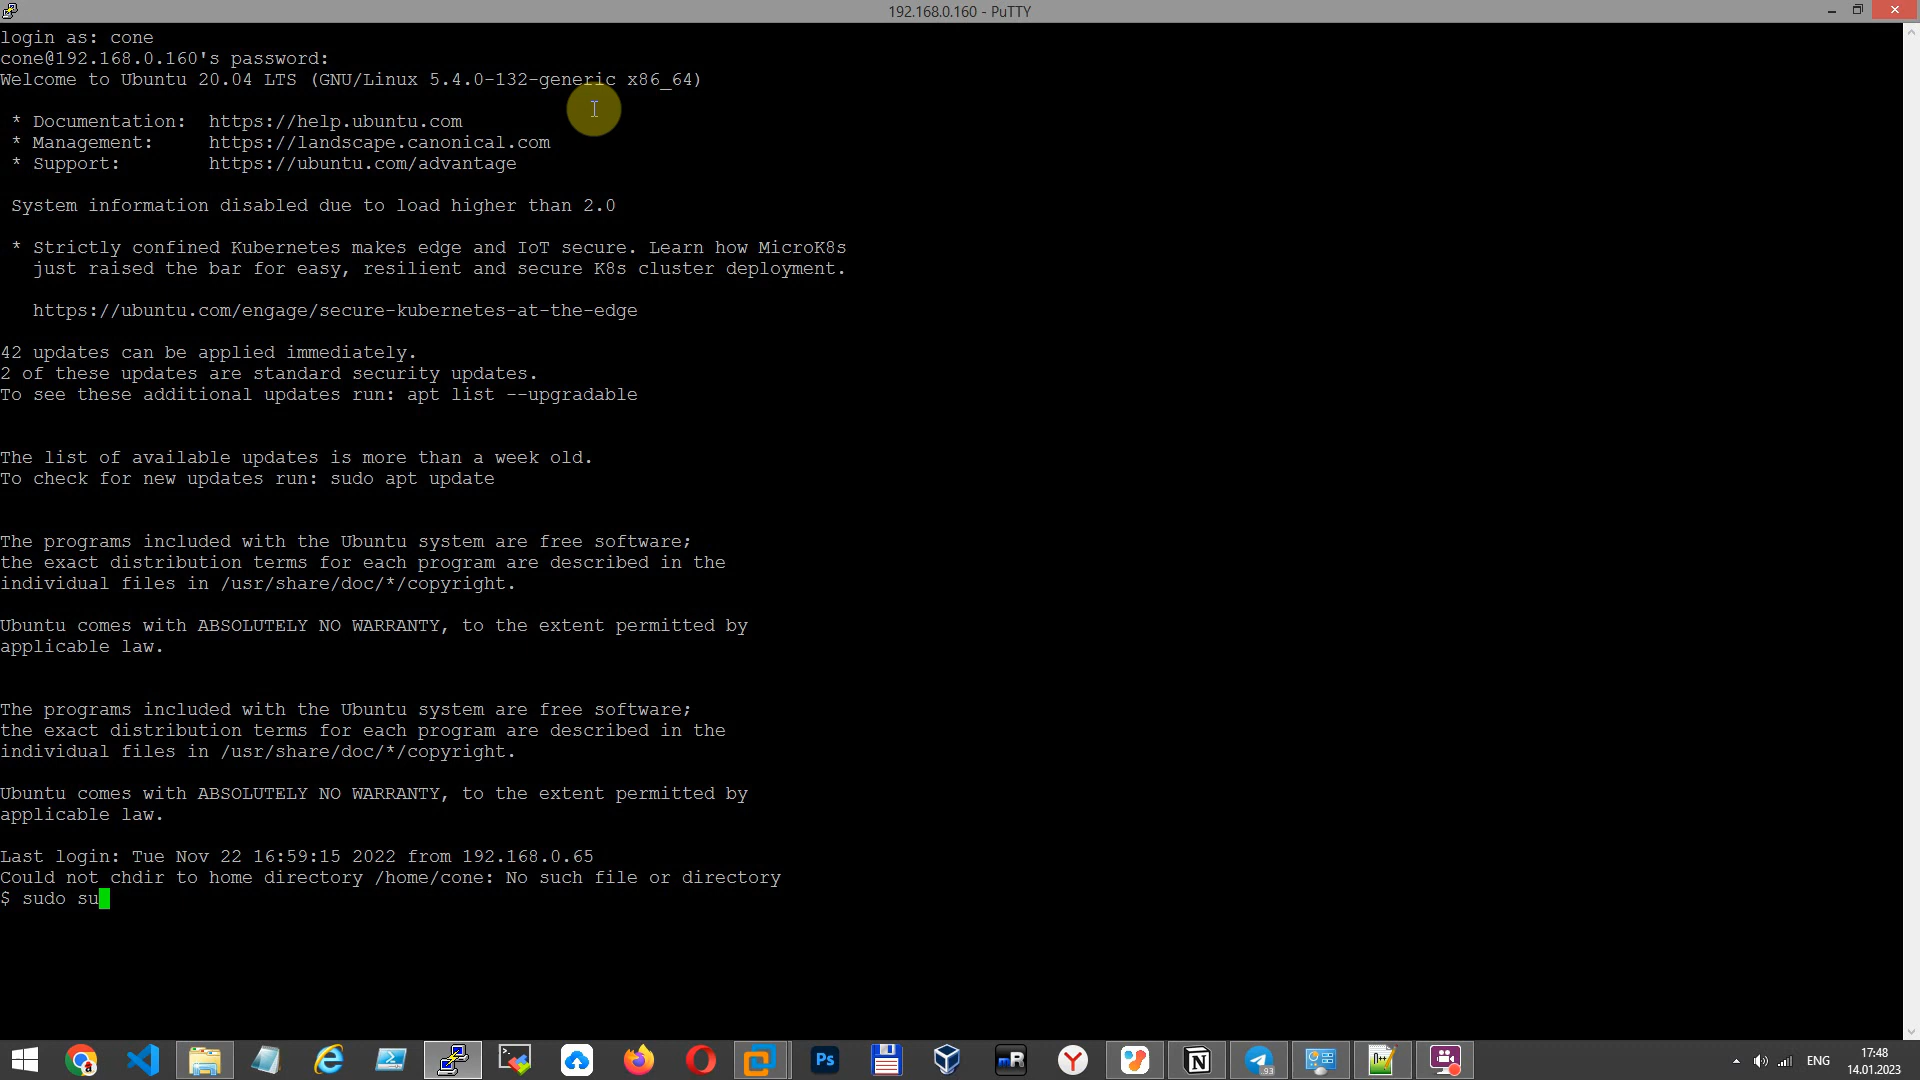 192.168.0.160 - PuTTY
login as: cone
cone@192.168.0.160's password:
Welcome to Ubuntu 20.04 LTS (GNU/Linux 5.4.0-132-generic x86_64)
* Documentation:  https://help.ubuntu.com
* Management:     https://landscape.canonical.com
* Support:        https://ubuntu.com/advantage
System information disabled due to load higher than 2.0
* Strictly confined Kubernetes makes edge and IoT secure. Learn how MicroK8s
just raised the bar for easy, resilient and secure K8s cluster deployment.
https://ubuntu.com/engage/secure-kubernetes-at-the-edge
42 updates can be applied immediately.
2 of these updates are standard security updates.
To see these additional updates run: apt list --upgradable
The list of available updates is more than a week old.
To check for new updates run: sudo apt update
The programs included with the Ubuntu system are free software;
the exact distribution terms for each program are described in the
individual files in /usr/share/doc/*/copyright.
Ubuntu comes with ABSOLUTELY NO WARRANTY, to the extent permitted by
applicable law.
The programs included with the Ubuntu system are free software;
the exact distribution terms for each program are described in the
individual files in /usr/share/doc/*/copyright.
Ubuntu comes with ABSOLUTELY NO WARRANTY, to the extent permitted by
applicable law.
Last login: Tue Nov 22 16:59:15 2022 from 192.168.0.65
Could not chdir to home directory /home/cone: No such file or directory
$ sudo su
Ps
mR
Y
N
93
ENG
17:48
14.01.2023